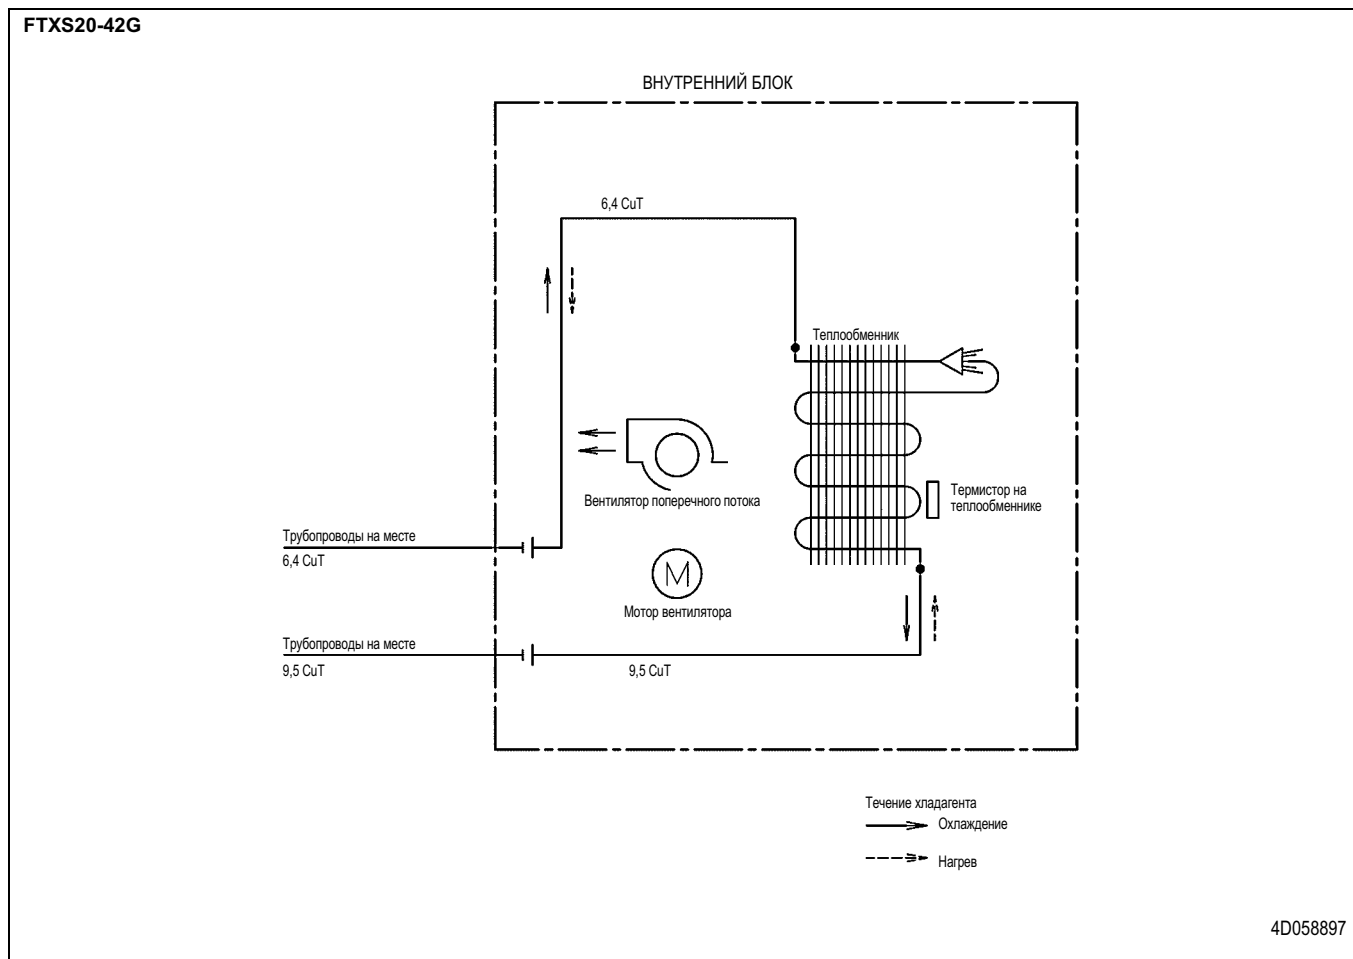 FTXS20-42G
ВНУТРЕННИЙ БЛОК
6,4 CuT
Теплообменник
Вентилятор поперечного потока
Термистор на
теплообменнике
Трубопроводы на месте
6,4 CuT
M
Мотор вентилятора
Трубопроводы на месте
9,5 CuT
9,5 CuT
Течение хладагента
Охлаждение
Нагрев
4D058897